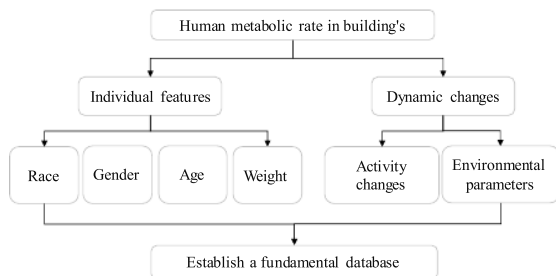 Human metabolic rate in building's
Individual features
Dynamic changes
Race
Gender
Age
Weight
Activity
changes
Environmental
parameters
Establish a fundamental database